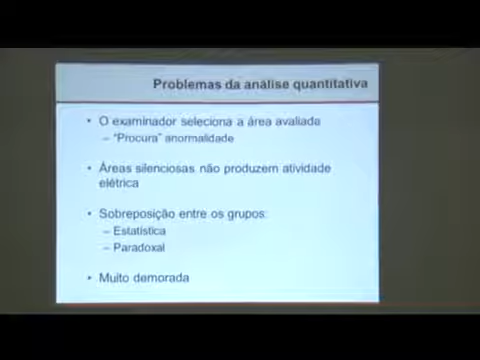 Problemas da analise quantitativa
• O examinador seleciona a área avaliada
– "Procura" anormalidade
• Áreas silenciosas não produzem atividade
elétrica
• Sobreposição entre os grupos:
– Estatística
– Paradoxal
• Muito demorada